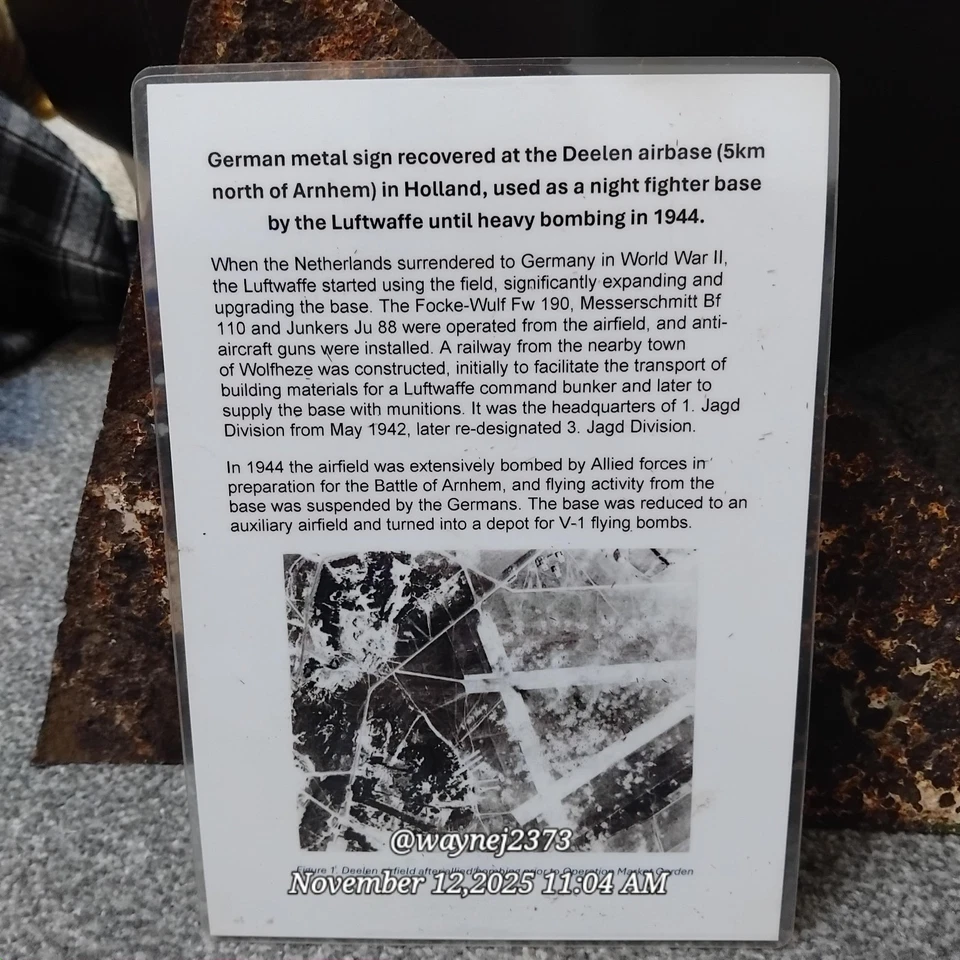 German metal sign recovered at the Deelen airbase (5km
north of Arnhem) in Holland, used as a night fighter base
by the Luftwaffe until heavy bombing in 1944.
When the Netherlands surrendered to Germany in World War II,
the Luftwaffe started using the field, significantly expanding and
upgrading the base. The Focke-Wulf Fw 190, Messerschmitt Bf
110 and Junkers Ju 88 were operated from the airfield, and anti-
aircraft guns were installed. A railway from the nearby town
of Wolfheze was constructed, initially to facilitate the transport of
building materials for a Luftwaffe command bunker and later to
supply the base with munitions. It was the headquarters of 1. Jagd
Division from May 1942, later re-designated 3. Jagd Division.
In 1944 the airfield was extensively bombed by Allied forces in
preparation for the Battle of Arnhem, and flying activity from the
base was suspended by the Germans. The base was reduced to an
auxiliary airfield and turned into a depot for V-1 flying bombs.
@waynej2373
Figure 1. Deelen airfield after allied bombing prior to Operation Market Garden
November 12,2025 11:04 AM